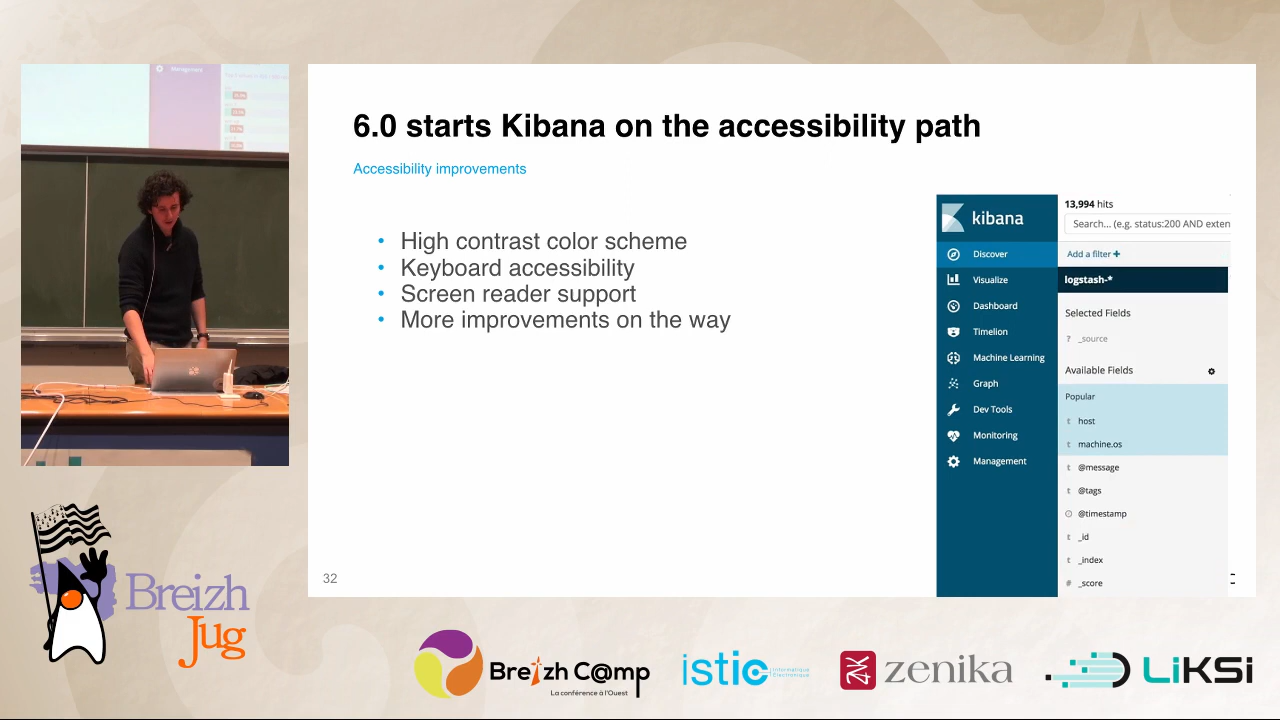 Management
6.0 starts Kibana on the accessibility path
Accessibility improvements
• High contrast color scheme
• Keyboard accessibility
• Screen reader support
• More improvements on the way
kibana
Discover
Visualize
Dashboard
Timelion
Machine Learning
Graph
Dev Tools
Monitoring
Management
13,994 hits
Search... (e.g. status:200 AND exten
Add a filter +
logstash-*
Selected Fields
? _source
Available Fields
Popular
t host
t machine.os
t @message
t @tags
@timestamp
t _id
t _index
# _score
32
Breizh
Jug
Breizh C@mp
La conférence à l'Ouest
istic
Informatique
Électronique
ZK zenika
LiKSi